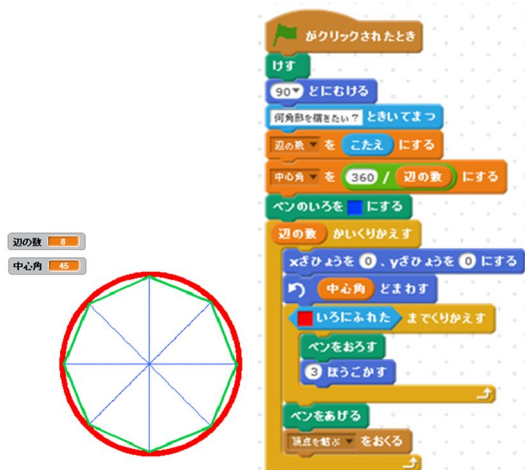 がクリックされたとき
けす
90▼ どにむける
何角形を描きたい？ ときいてまつ
辺の数 を こたえ にする
中心角 を 360 / 辺の数 にする
ペンのいろを にする
辺の数 かいくりかえす
xざひょうを 0 、yざひょうを 0 にする
中心角 どまわす
いろにふれた までくりかえす
ペンをおろす
3 ほうごかす
ペンをあげる
頂点を結ぶ をおくる
辺の数 8
中心角 45